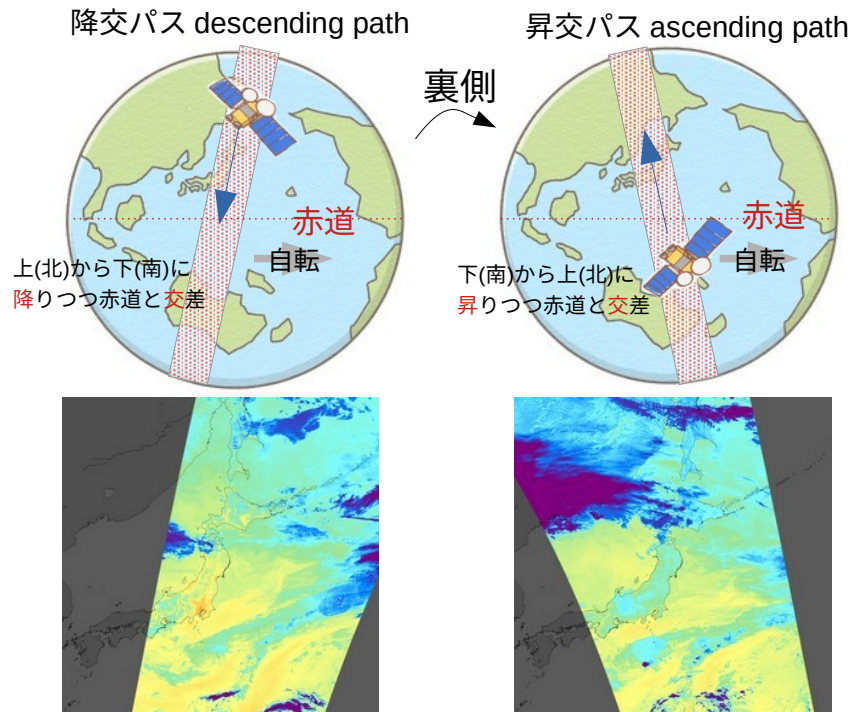 降交パス descending path
昇交パス ascending path
裏側
赤道
自転
上(北)から下(南)に
降りつつ赤道と交差
赤道
自転
下(南)から上(北)に
昇りつつ赤道と交差